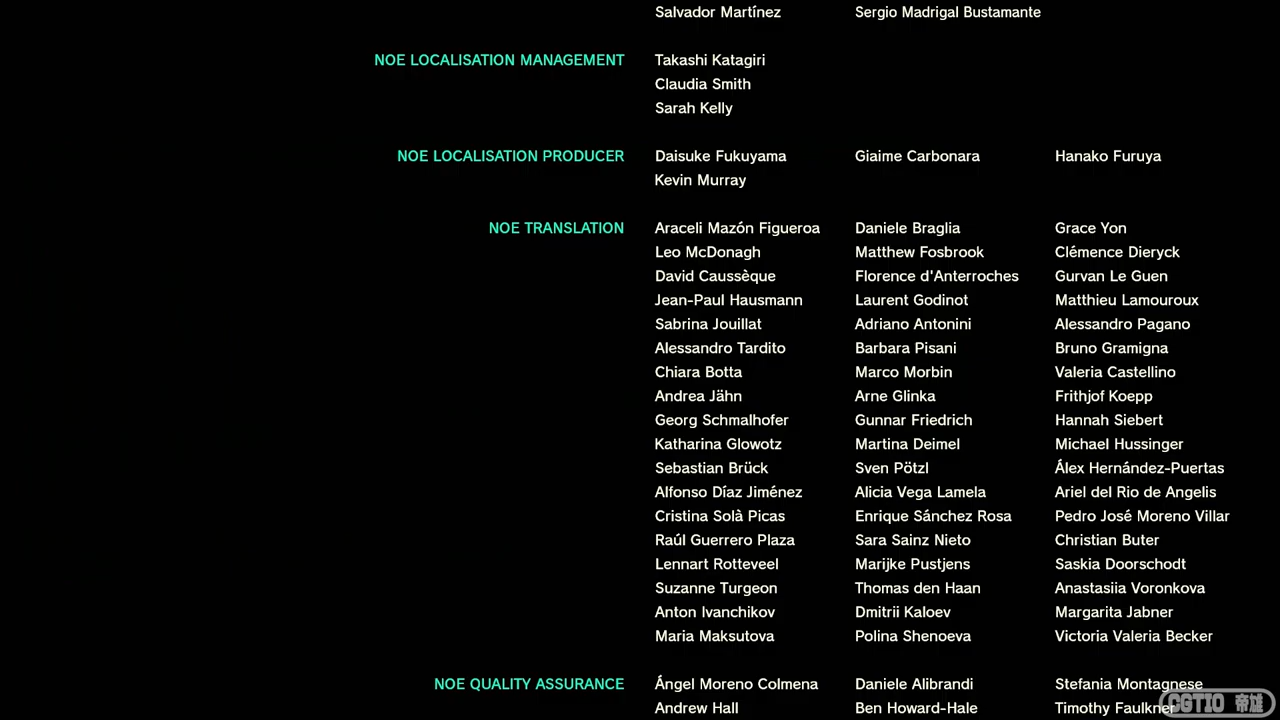 Salvador Martínez Sergio Madrigal Bustamante
NOE LOCALISATION MANAGEMENT Takashi Katagiri
Claudia Smith
Sarah Kelly
NOE LOCALISATION PRODUCER Daisuke Fukuyama Giaime Carbonara Hanako Furuya
Kevin Murray
NOE TRANSLATION Araceli Mazón Figueroa Daniele Braglia Grace Yon
Leo McDonagh Matthew Fosbrook Clémence Dieryck
David Caussèque Florence d'Anterroches Gurvan Le Guen
Jean-Paul Hausmann Laurent Godinot Matthieu Lamouroux
Sabrina Jouillat Adriano Antonini Alessandro Pagano
Alessandro Tardito Barbara Pisani Bruno Gramigna
Chiara Botta Marco Morbin Valeria Castellino
Andrea Jähn Arne Glinka Frithjof Koepp
Georg Schmalhofer Gunnar Friedrich Hannah Siebert
Katharina Glowotz Martina Deimel Michael Hussinger
Sebastian Brück Sven Pötzl Álex Hernández-Puertas
Alfonso Díaz Jiménez Alicia Vega Lamela Ariel del Rio de Angelis
Cristina Solà Picas Enrique Sánchez Rosa Pedro José Moreno Villar
Raúl Guerrero Plaza Sara Sainz Nieto Christian Buter
Lennart Rotteveel Marijke Pustjens Saskia Doorschodt
Suzanne Turgeon Thomas den Haan Anastasiia Voronkova
Anton Ivanchikov Dmitrii Kaloev Margarita Jabner
Maria Maksutova Polina Shenoeva Victoria Valeria Becker
NOE QUALITY ASSURANCE Ángel Moreno Colmena Daniele Alibrandi Stefania Montagnese
Andrew Hall Ben Howard-Hale Timothy Faulkner
CGTIO 帝雄